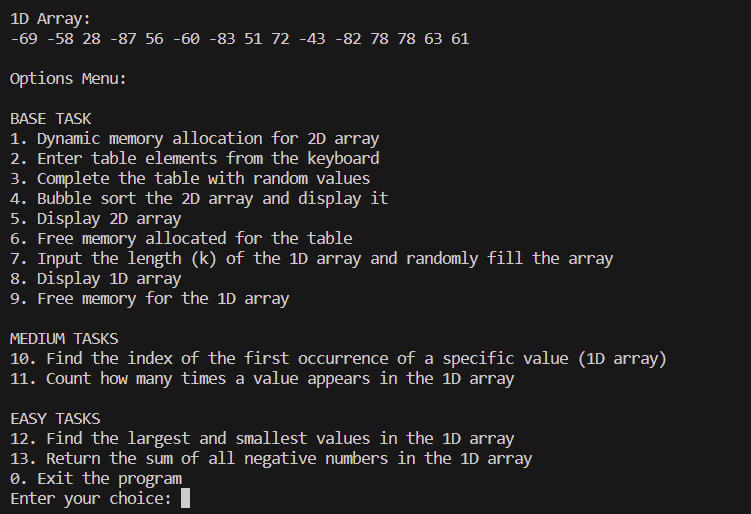 1D Array:
-69 -58 28 -87 56 -60 -83 51 72 -43 -82 78 78 63 61
Options Menu:
BASE TASK
1. Dynamic memory allocation for 2D array
2. Enter table elements from the keyboard
3. Complete the table with random values
4. Bubble sort the 2D array and display it
5. Display 2D array
6. Free memory allocated for the table
7. Input the length (k) of the 1D array and randomly fill the array
8. Display 1D array
9. Free memory for the 1D array
MEDIUM TASKS
10. Find the index of the first occurrence of a specific value (1D array)
11. Count how many times a value appears in the 1D array
EASY TASKS
12. Find the largest and smallest values in the 1D array
13. Return the sum of all negative numbers in the 1D array
0. Exit the program
Enter your choice: